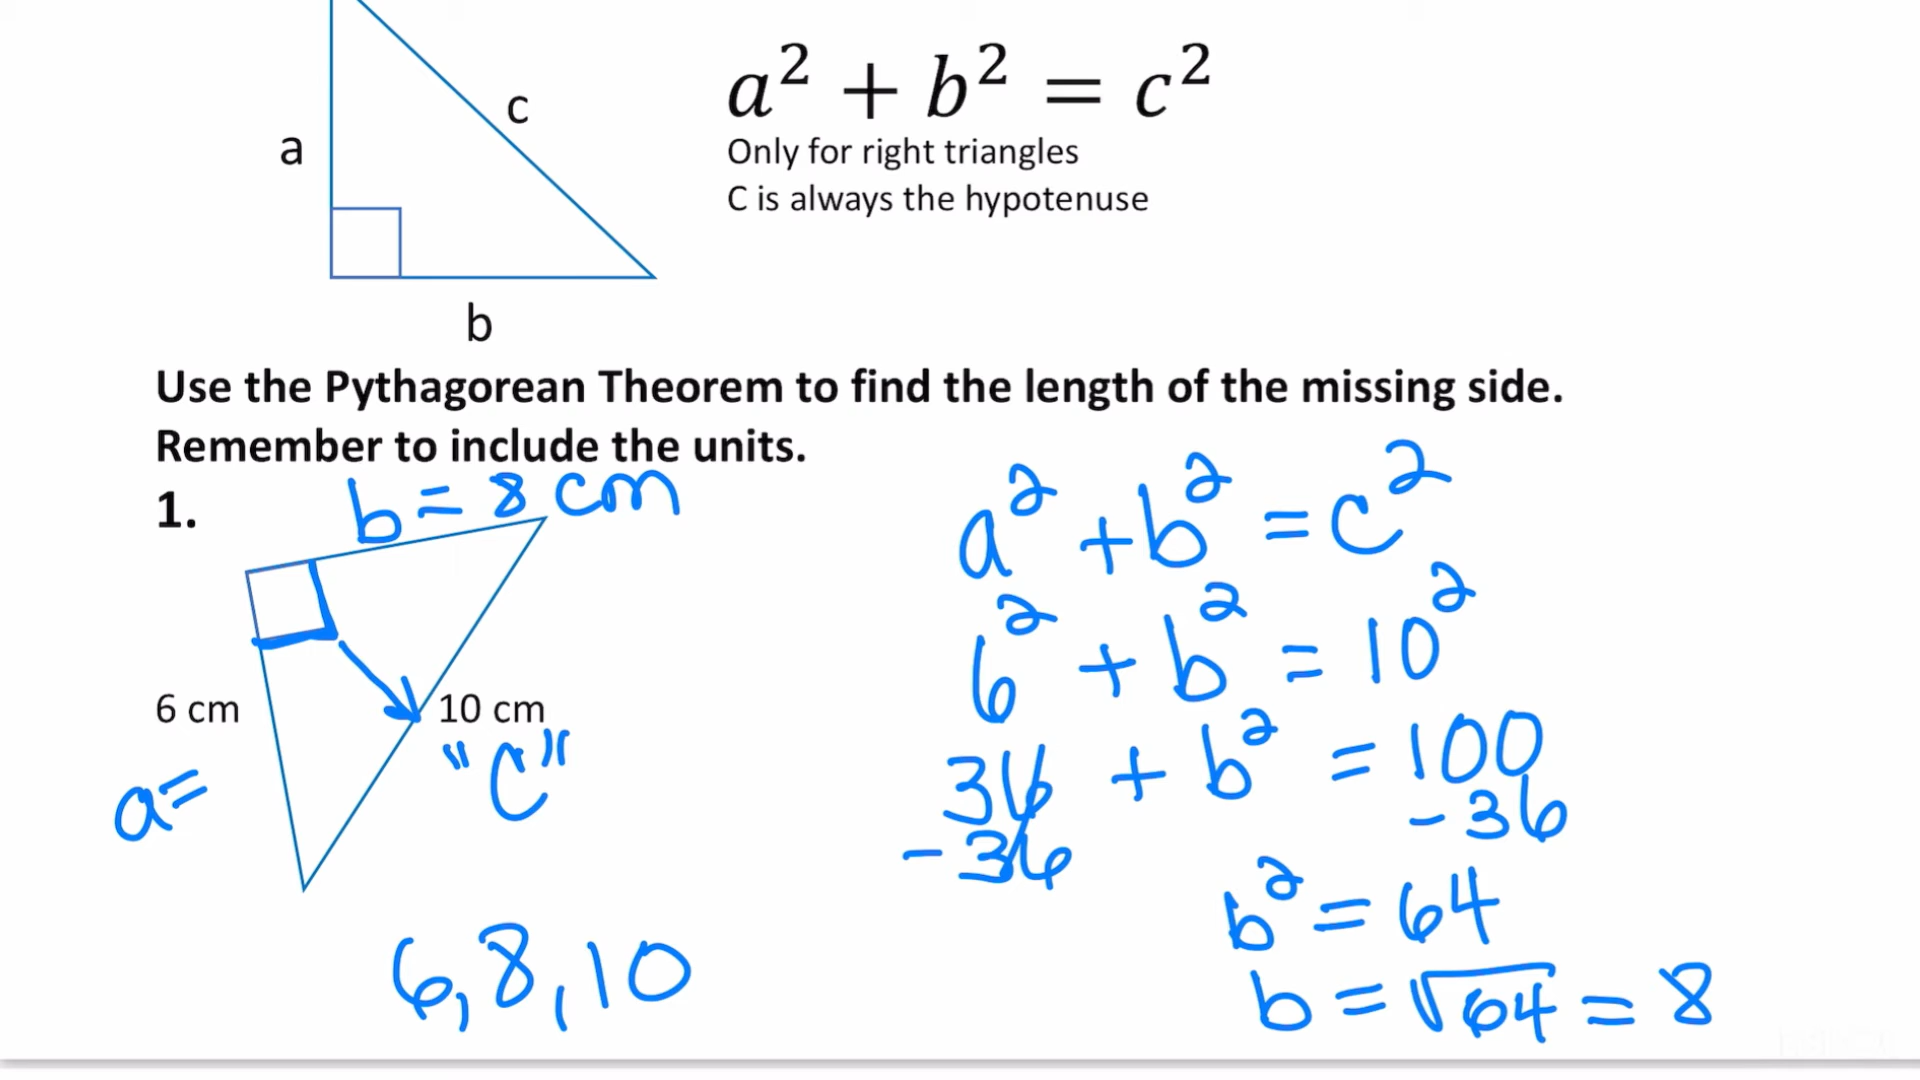 a² + b² = c²
c
a
Only for right triangles
C is always the hypotenuse
b
Use the Pythagorean Theorem to find the length of the missing side.
Remember to include the units.
1.
b = 8 cm
6 cm
10 cm
"C"
a=
6, 8, 10
a² + b² = c²
6² + b² = 10²
36 + b² = 100
-36 -36
b² = 64
b = √64 = 8